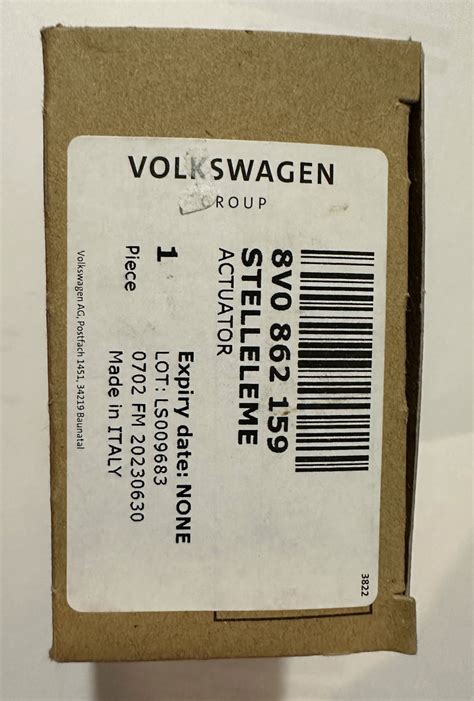 VOLKSWAGEN
GROUP
8V0 862 159
STELLELEME
ACTUATOR
1
Piece
Expiry date: NONE
LOT: LS009683
0702 FM 20230630
Made in ITALY
Volkswagen AG, Postfach 1451, 34219 Baunatal
3822